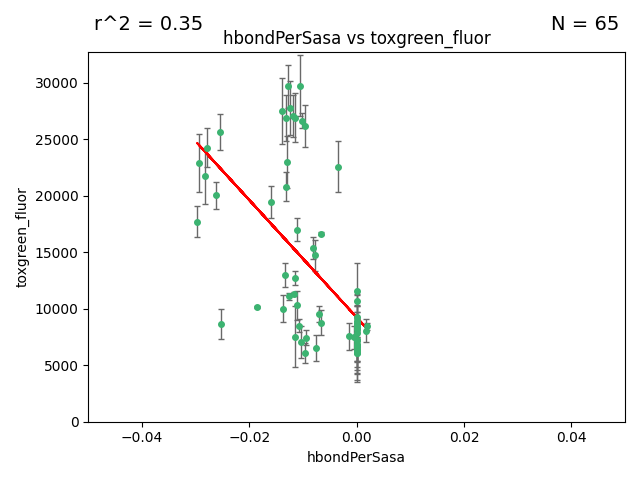 r^2 = 0.35
N = 65
hbondPerSasa vs toxgreen_fluor
30000
25000
20000
15000
10000
5000
0
toxgreen_fluor
−0.04
−0.02
0.00
0.02
0.04
hbondPerSasa